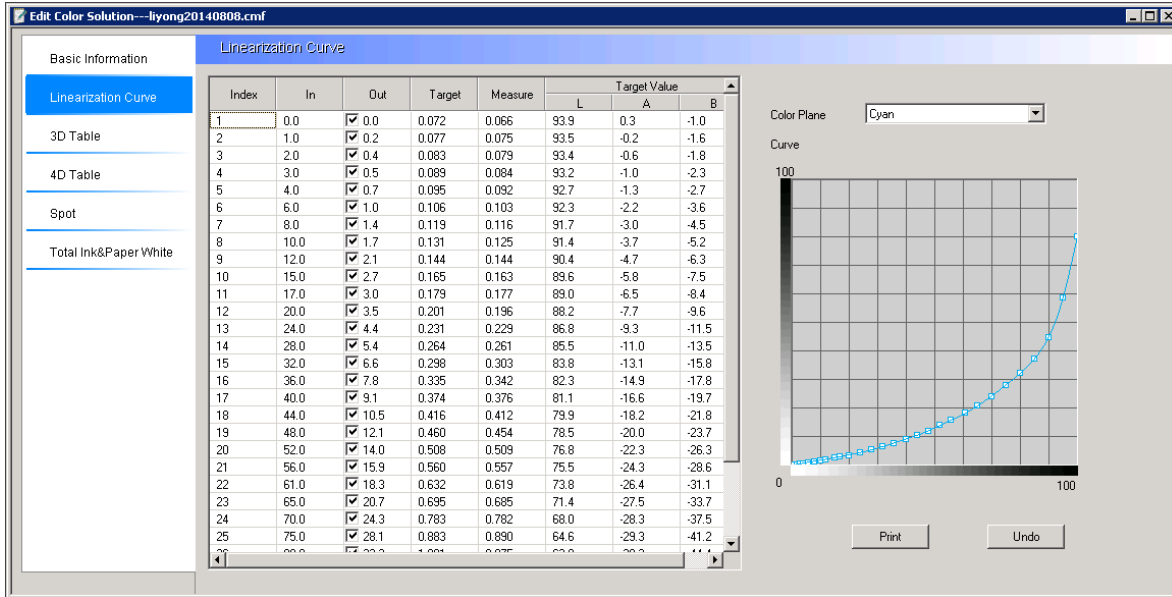 Edit Color Solution---liyong20140808.cmf
Basic Information
Linearization Curve
3D Table
4D Table
Spot
Total Ink&Paper White
Linearization Curve
Index In Out Target Measure Target Value
L A B
1 0.0 0.0 0.072 0.066 93.9 0.3 -1.0
2 1.0 0.2 0.077 0.075 93.5 -0.2 -1.6
3 2.0 0.4 0.083 0.079 93.4 -0.6 -1.8
4 3.0 0.5 0.089 0.084 93.2 -1.0 -2.3
5 4.0 0.7 0.095 0.092 92.7 -1.3 -2.7
6 6.0 1.0 0.106 0.103 92.3 -2.2 -3.6
7 8.0 1.4 0.119 0.116 91.7 -3.0 -4.5
8 10.0 1.7 0.131 0.125 91.4 -3.7 -5.2
9 12.0 2.1 0.144 0.144 90.4 -4.7 -6.3
10 15.0 2.7 0.165 0.163 89.6 -5.8 -7.5
11 17.0 3.0 0.179 0.177 89.0 -6.5 -8.4
12 20.0 3.5 0.201 0.196 88.2 -7.7 -9.6
13 24.0 4.4 0.231 0.229 86.8 -9.3 -11.5
14 28.0 5.4 0.264 0.261 85.5 -11.0 -13.5
15 32.0 6.6 0.298 0.303 83.8 -13.1 -15.8
16 36.0 7.8 0.335 0.342 82.3 -14.9 -17.8
17 40.0 9.1 0.374 0.376 81.1 -16.6 -19.7
18 44.0 10.5 0.416 0.412 79.9 -18.2 -21.8
19 48.0 12.1 0.460 0.454 78.5 -20.0 -23.7
20 52.0 14.0 0.508 0.509 76.8 -22.3 -26.3
21 56.0 15.9 0.560 0.557 75.5 -24.3 -28.6
22 61.0 18.3 0.632 0.619 73.8 -26.4 -31.1
23 65.0 20.7 0.695 0.685 71.4 -27.5 -33.7
24 70.0 24.3 0.783 0.782 68.0 -28.3 -37.5
25 75.0 28.1 0.883 0.890 64.6 -29.3 -41.2
Color Plane Cyan
Curve
100
0 100
Print Undo